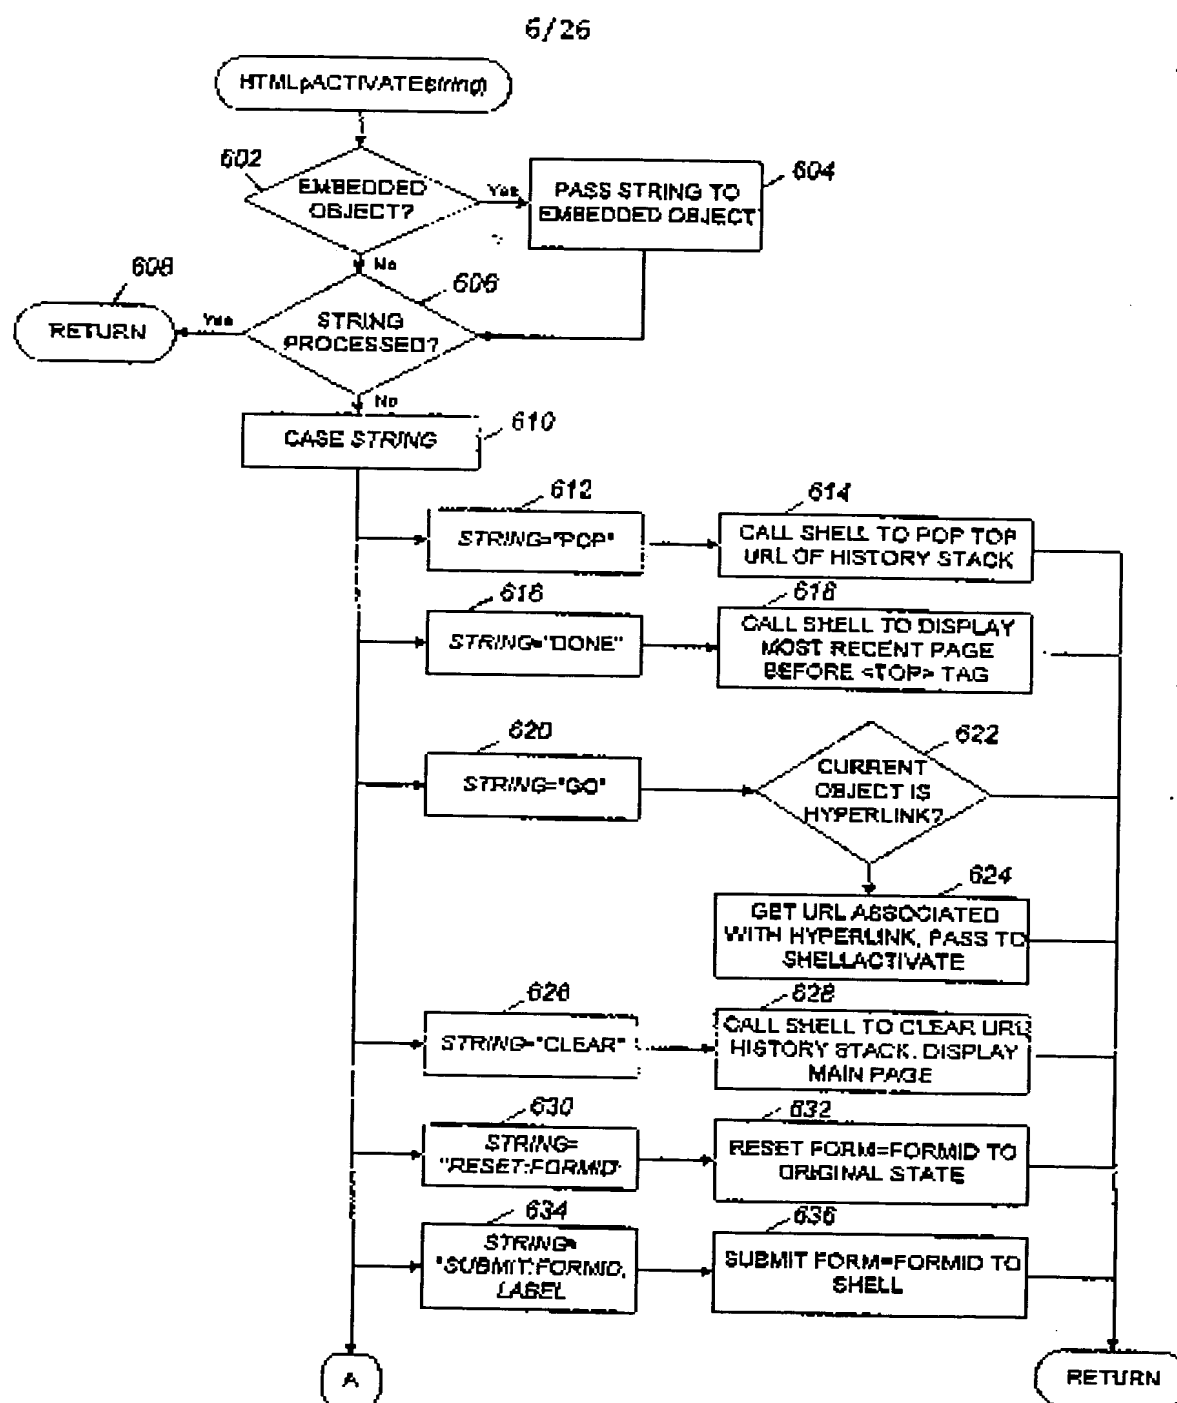 6/26
HTMLpACTIVATE(string)
602
EMBEDDED
OBJECT?
Yes
604
PASS STRING TO
EMBEDDED OBJECT
No
608
RETURN
Yes
606
STRING
PROCESSED?
No
CASE STRING
610
612
STRING="POP"
614
CALL SHELL TO POP TOP
URL OF HISTORY STACK
616
STRING="DONE"
618
CALL SHELL TO DISPLAY
MOST RECENT PAGE
BEFORE <TOP> TAG
620
STRING="GO"
622
CURRENT
OBJECT IS
HYPERLINK?
624
GET URL ASSOCIATED
WITH HYPERLINK, PASS TO
SHELLACTIVATE
626
STRING="CLEAR"
628
CALL SHELL TO CLEAR URL
HISTORY STACK. DISPLAY
MAIN PAGE
630
STRING=
"RESET:FORMID
632
RESET FORM=FORMID TO
ORIGINAL STATE
634
STRING=
"SUBMIT:FORMID,
LABEL
636
SUBMIT FORM=FORMID TO
SHELL
A
RETURN